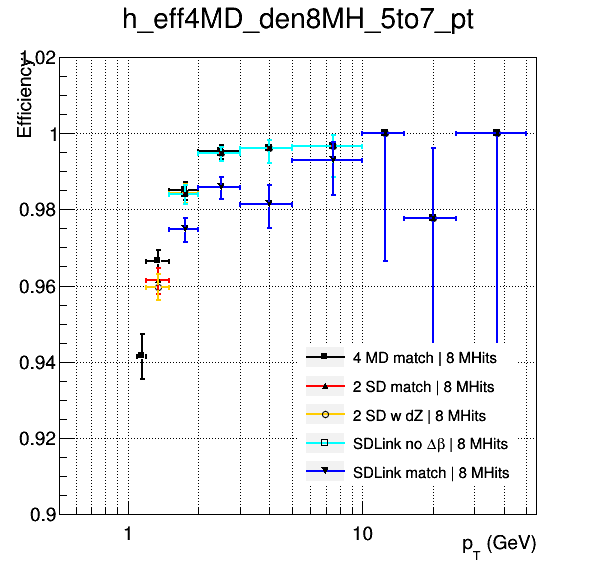 h_eff4MD_den8MH_5to7_pt
Efficiency
1.02
1
0.98
0.96
0.94
0.92
0.9
4 MD match | 8 MHits
2 SD match | 8 MHits
2 SD w dZ | 8 MHits
SDLink no Δβ | 8 MHits
SDLink match | 8 MHits
1
10
p_T (GeV)